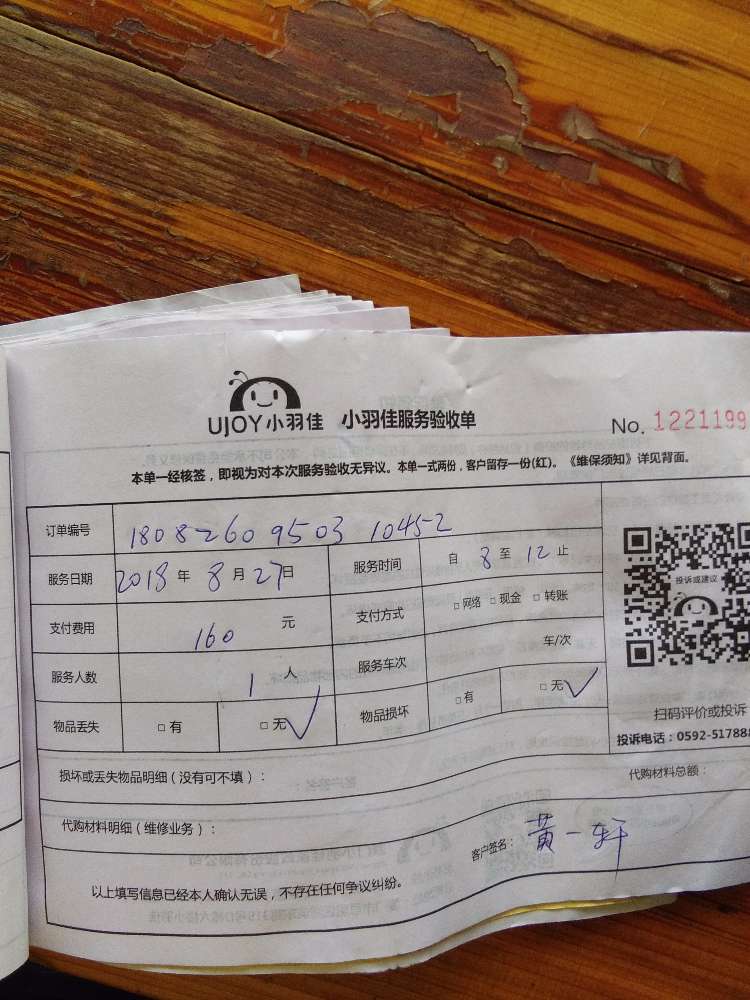 UJOY小羽佳 小羽佳服务验收单 No. 1221199
本单一经核签，即视为对本次服务验收无异议。本单一式两份，客户留存一份(红)。《维保须知》详见背面。
订单编号 18082609503 10452
服务日期 2018 年 8 月 27 日 服务时间 自 8 至 12 止
投诉或建议
支付费用 160 元 支付方式 □网络 □现金 □转账
服务人数 1 人 服务车次 车/次
物品丢失 □有 □无√ 物品损坏 □有 □无√
扫码评价或投诉
投诉电话：0592-517888
损坏或丢失物品明细（没有可不填）： 代购材料总额：
代购材料明细（维修业务）：
客户签名： 黄一轩
以上填写信息已经本人确认无误，不存在任何争议纠纷。